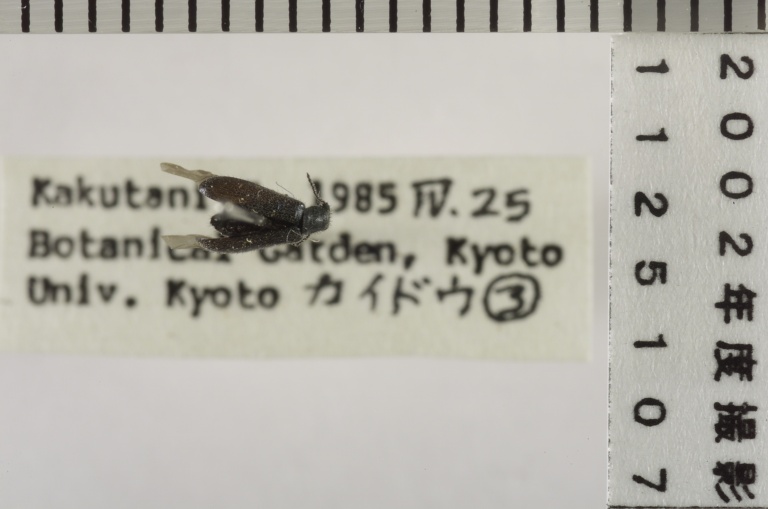 Kakutani 1985 IV. 25
Botanical Garden, Kyoto
Univ. Kyoto カイドウ③
2002年度撮影
1125107